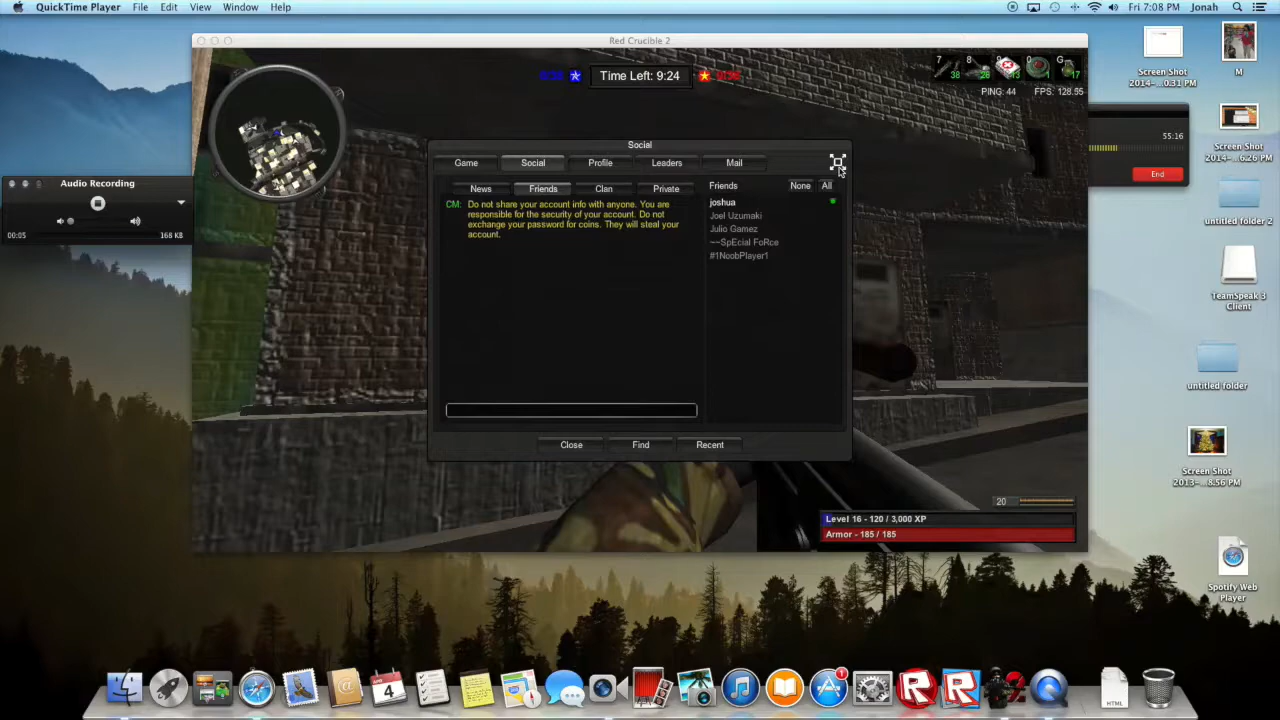 QuickTime Player File Edit View Window Help
Fri 7:08 PM Jonah
Red Crucible 2
Time Left: 9:24
38
17
PING: 44 FPS: 128.55
Social
Game Social Profile Leaders Mail
News Friends Clan Private
Friends None All
CM: Do not share your account info with anyone. You are
responsible for the security of your account. Do not
exchange your password for coins. They will steal your
account.
joshua
Joel Uzumaki
Julio Gamez
~~SpEcial FoRce
#1NoobPlayer1
Close Find Recent
20
Level 16 - 120 / 3,000 XP
Armor - 185 / 185
Audio Recording
00:05 168 KB
55:16
End
Screen Shot
2014-...0.31 PM
M
Screen Shot
2014-...6.26 PM
untitled folder 2
TeamSpeak 3
Client
untitled folder
Screen Shot
2013-...8.56 PM
Spotify Web
Player
APR
4
1
HTML